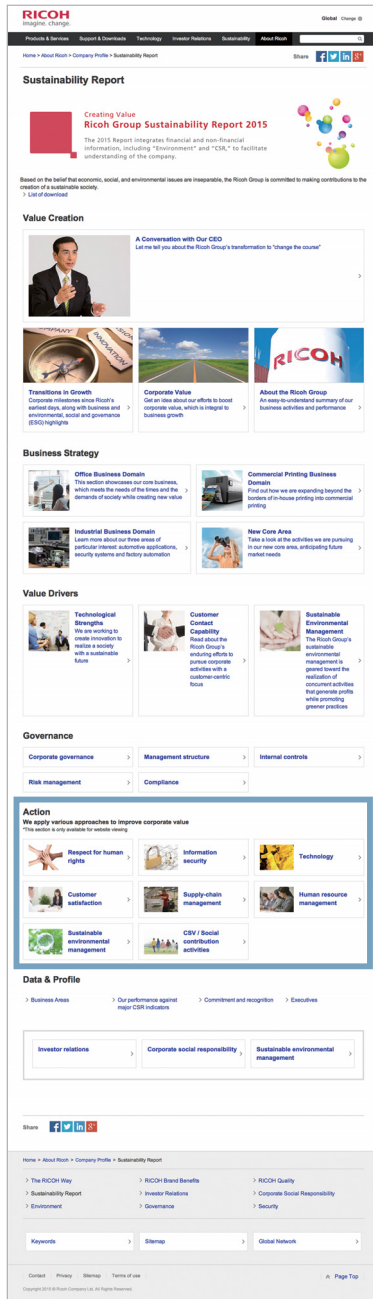 RICOH
imagine. change.
Global Change
Products & Services Support & Downloads Technology Investor Relations Sustainability About Ricoh
Home > About Ricoh > Company Profile > Sustainability Report
Share
Sustainability Report
Creating Value
Ricoh Group Sustainability Report 2015
The 2015 Report integrates financial and non-financial
information, including "Environment" and "CSR," to facilitate
understanding of the company.
Based on the belief that economic, social, and environmental issues are inseparable, the Ricoh Group is committed to making contributions to the
creation of a sustainable society.
> List of download
Value Creation
A Conversation with Our CEO
Let me tell you about the Ricoh Group's transformation to "change the course"
RICOH
Transitions in Growth
Corporate milestones since Ricoh's
earliest days, along with business and
environmental, social and governance
(ESG) highlights
Corporate Value
Get an idea about our efforts to boost
corporate value, which is integral to
business growth
About the Ricoh Group
An easy-to-understand summary of our
business activities and performance
Business Strategy
Office Business Domain
This section showcases our core business,
which meets the needs of the times and the
demands of society while creating new value
Commercial Printing Business
Domain
Find out how we are expanding beyond the
borders of in-house printing into commercial
printing
Industrial Business Domain
Learn more about our three areas of
particular interest: automotive applications,
security systems and factory automation
New Core Area
Take a look at the activities we are pursuing
in our new core area, anticipating future
market needs
Value Drivers
Technological
Strengths
We are working to
create innovation to
realize a society
with a sustainable
future
Customer
Contact
Capability
Read about the
Ricoh Group's
enduring efforts to
pursue corporate
activities with a
customer-centric
focus
Sustainable
Environmental
Management
The Ricoh Group's
sustainable
environmental
management is
geared toward the
realization of
concurrent activities
that generate profits
while promoting
greener practices
Governance
Corporate governance
Management structure
Internal controls
Risk management
Compliance
Action
We apply various approaches to improve corporate value
*This section is only available for website viewing
Respect for human
rights
Information
security
Technology
Customer
satisfaction
Supply-chain
management
Human resource
management
Sustainable
environmental
management
CSV / Social
contribution
activities
Data & Profile
> Business Areas
> Our performance against
major CSR indicators
> Commitment and recognition
> Executives
Investor relations
Corporate social responsibility
Sustainable environmental
management
Share
Home > About Ricoh > Company Profile > Sustainability Report
> The RICOH Way
> RICOH Brand Benefits
> RICOH Quality
> Sustainability Report
> Investor Relations
> Corporate Social Responsibility
> Environment
> Governance
> Security
Keywords
Sitemap
Global Network
Contact Privacy Sitemap Terms of use
Page Top